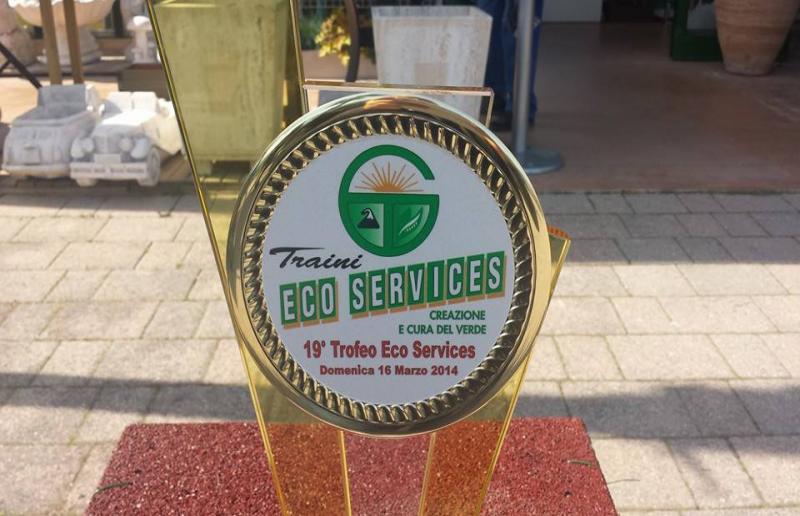 Traini
ECO SERVICES
CREAZIONE
E CURA DEL VERDE
19° Trofeo Eco Services
Domenica 16 Marzo 2014